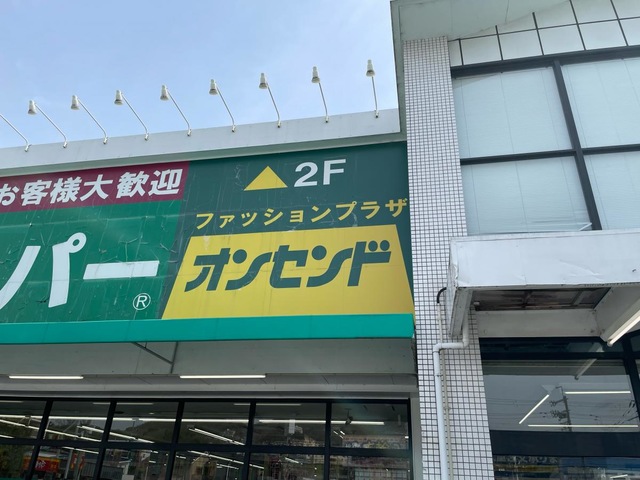 お客様大歓迎
パー®
▲2F
ファッションプラザ
オンセンド